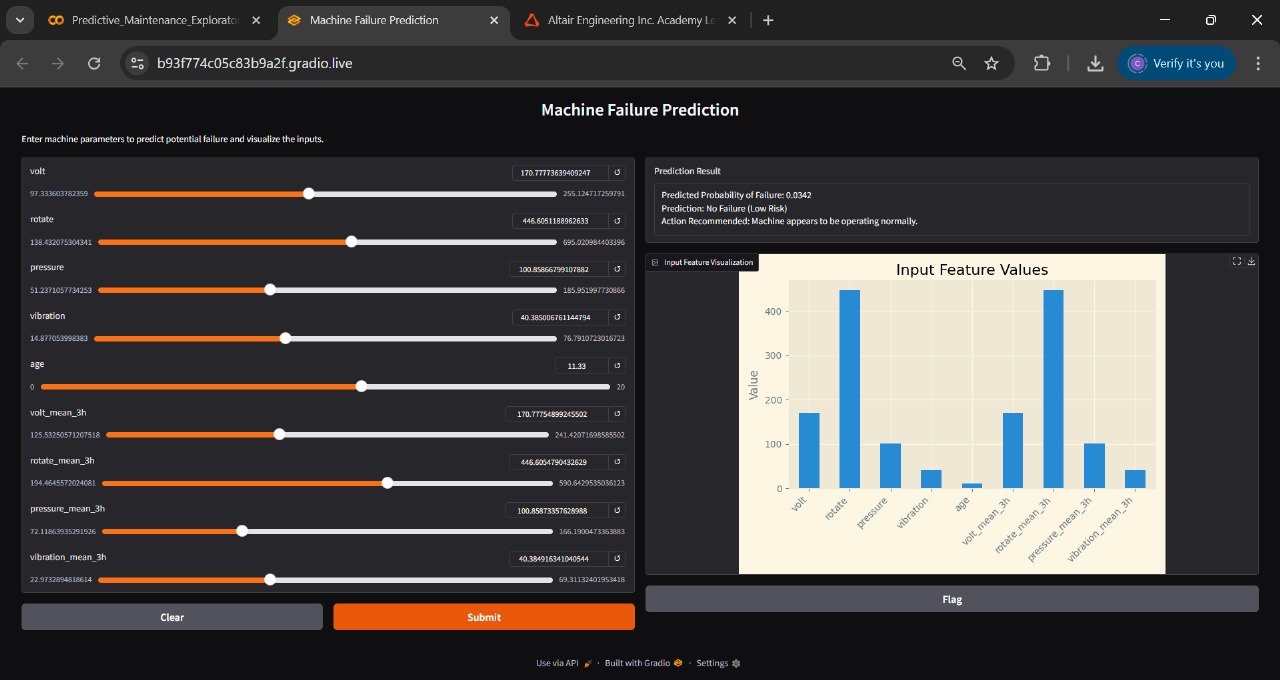 Predictive_Maintenance_Explorato
Machine Failure Prediction
Altair Engineering Inc. Academy Le
b93f774c05c83b9a2f.gradio.live
C
Verify it's you
Machine Failure Prediction
Enter machine parameters to predict potential failure and visualize the inputs.
volt
170.77773639409247
97.333603782359
255.124717259791
rotate
446.6051188962633
138.432075304341
695.020984403396
pressure
100.85866799107882
51.2371057734253
185.951997730866
vibration
40.385006761144794
14.877053998383
76.7910723016723
age
11.33
0
20
volt_mean_3h
170.77754899245502
125.53250571207518
241.42071698585502
rotate_mean_3h
446.6054790432629
194.4645572024081
590.6429535036123
pressure_mean_3h
100.85873357628988
72.11863935291926
166.1900473363883
vibration_mean_3h
40.384916341040544
22.9732894818614
69.31132401953418
Clear
Submit
Prediction Result
Predicted Probability of Failure: 0.0342
Prediction: No Failure (Low Risk)
Action Recommended: Machine appears to be operating normally.
Input Feature Visualization
Input Feature Values
Value
400
300
200
100
0
volt
rotate
pressure
vibration
age
volt_mean_3h
rotate_mean_3h
pressure_mean_3h
vibration_mean_3h
Flag
Use via API · Built with Gradio · Settings